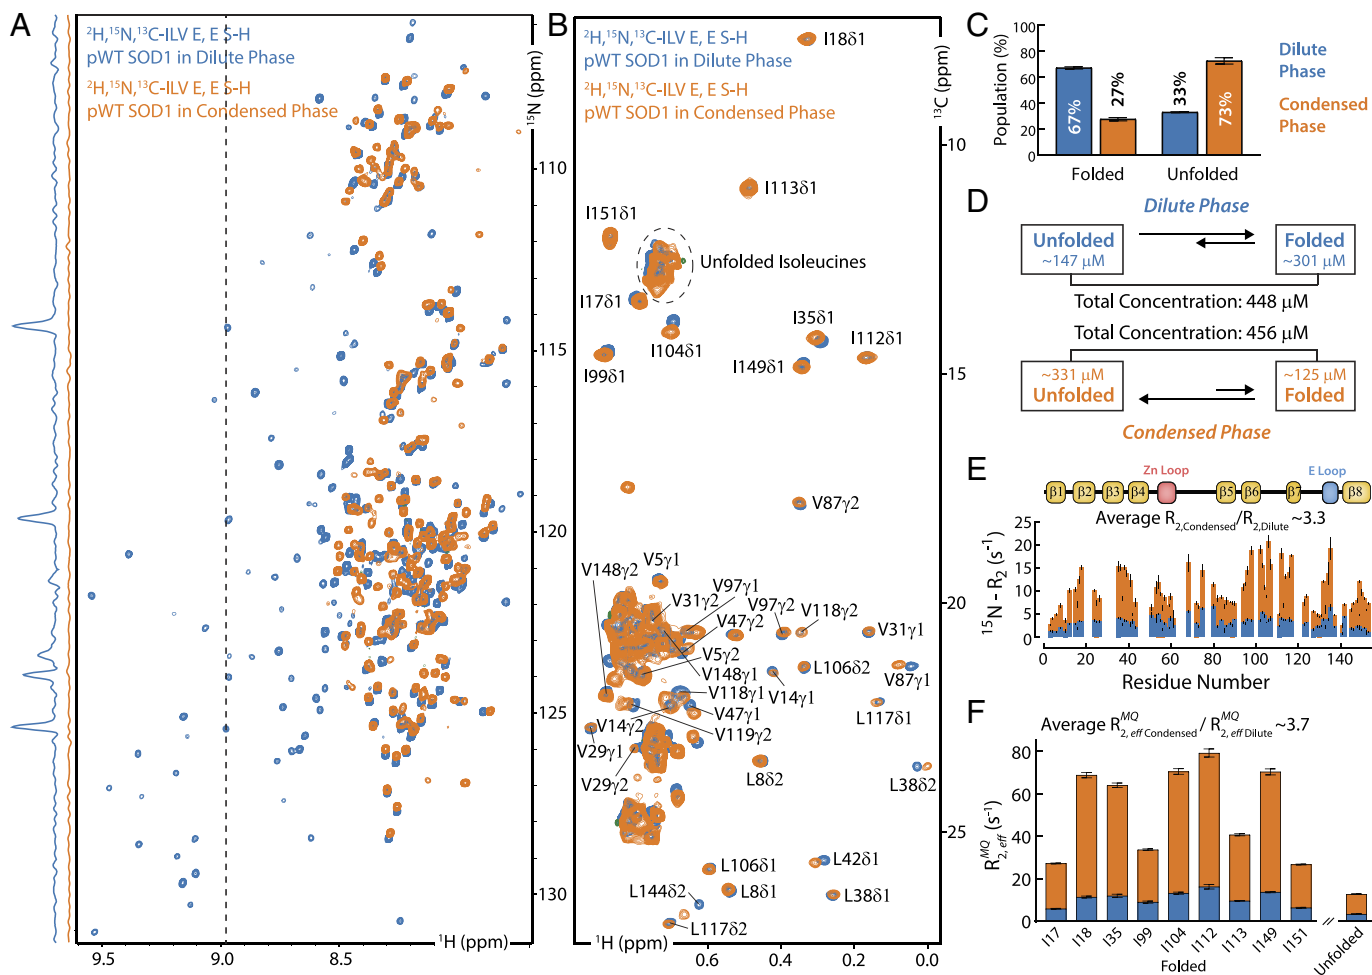 A
²H,¹⁵N,¹³C-ILV E, E S-H
pWT SOD1 in Dilute Phase
²H,¹⁵N,¹³C-ILV E, E S-H
pWT SOD1 in Condensed Phase
¹⁵N (ppm)
110
115
120
125
130
¹H (ppm)
9.5
9.0
8.5
B
²H,¹⁵N,¹³C-ILV E, E S-H
pWT SOD1 in Dilute Phase
²H,¹⁵N,¹³C-ILV E, E S-H
pWT SOD1 in Condensed Phase
¹³C (ppm)
I18δ1
10
I113δ1
I151δ1
Unfolded Isoleucines
I17δ1
I104δ1
I35δ1
I112δ1
I99δ1
I149δ1
15
V87γ2
V5γ1
V148γ2
V97γ1
V31γ2
V97γ2
V118γ2
20
V47γ2
V31γ1
V5γ2
V148γ1
L106δ2
V87γ1
V118γ1
V14γ1
V14γ2
V47γ1
L117δ1
V119γ2
V29γ1
V29γ2
L8δ2
L38δ2
25
L106δ1
L42δ1
L144δ2
L8δ1
L38δ1
L117δ2
¹H (ppm)
0.6
0.4
0.2
0.0
C
Population (%)
100
80
60
40
20
0
67%
27%
33%
73%
Folded
Unfolded
Dilute
Phase
Condensed
Phase
D
Dilute Phase
Unfolded
~147 µM
Folded
~301 µM
Total Concentration: 448 µM
Total Concentration: 456 µM
~331 µM
Unfolded
~125 µM
Folded
Condensed Phase
E
Zn Loop
E Loop
β1
β2
β3
β4
β5
β6
β7
β8
Average R2,Condensed/R2,Dilute ~3.3
¹⁵N – R₂ (s⁻¹)
25
20
15
10
5
0
0
20
40
60
80
100
120
140
Residue Number
F
Average R^MQ 2,eff Condensed / R^MQ 2,eff Dilute ~3.7
R^MQ 2,eff (s⁻¹)
80
60
40
20
0
I17
I18
I35
I99
I104
I112
I113
I149
I151
//
Unfolded
Folded